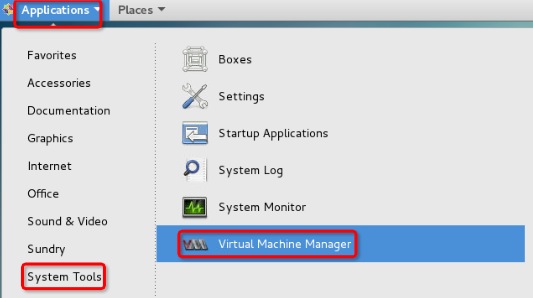 Applications Places
Favorites
Accessories
Documentation
Graphics
Internet
Office
Sound & Video
Sundry
System Tools
Boxes
Settings
Startup Applications
System Log
System Monitor
Virtual Machine Manager